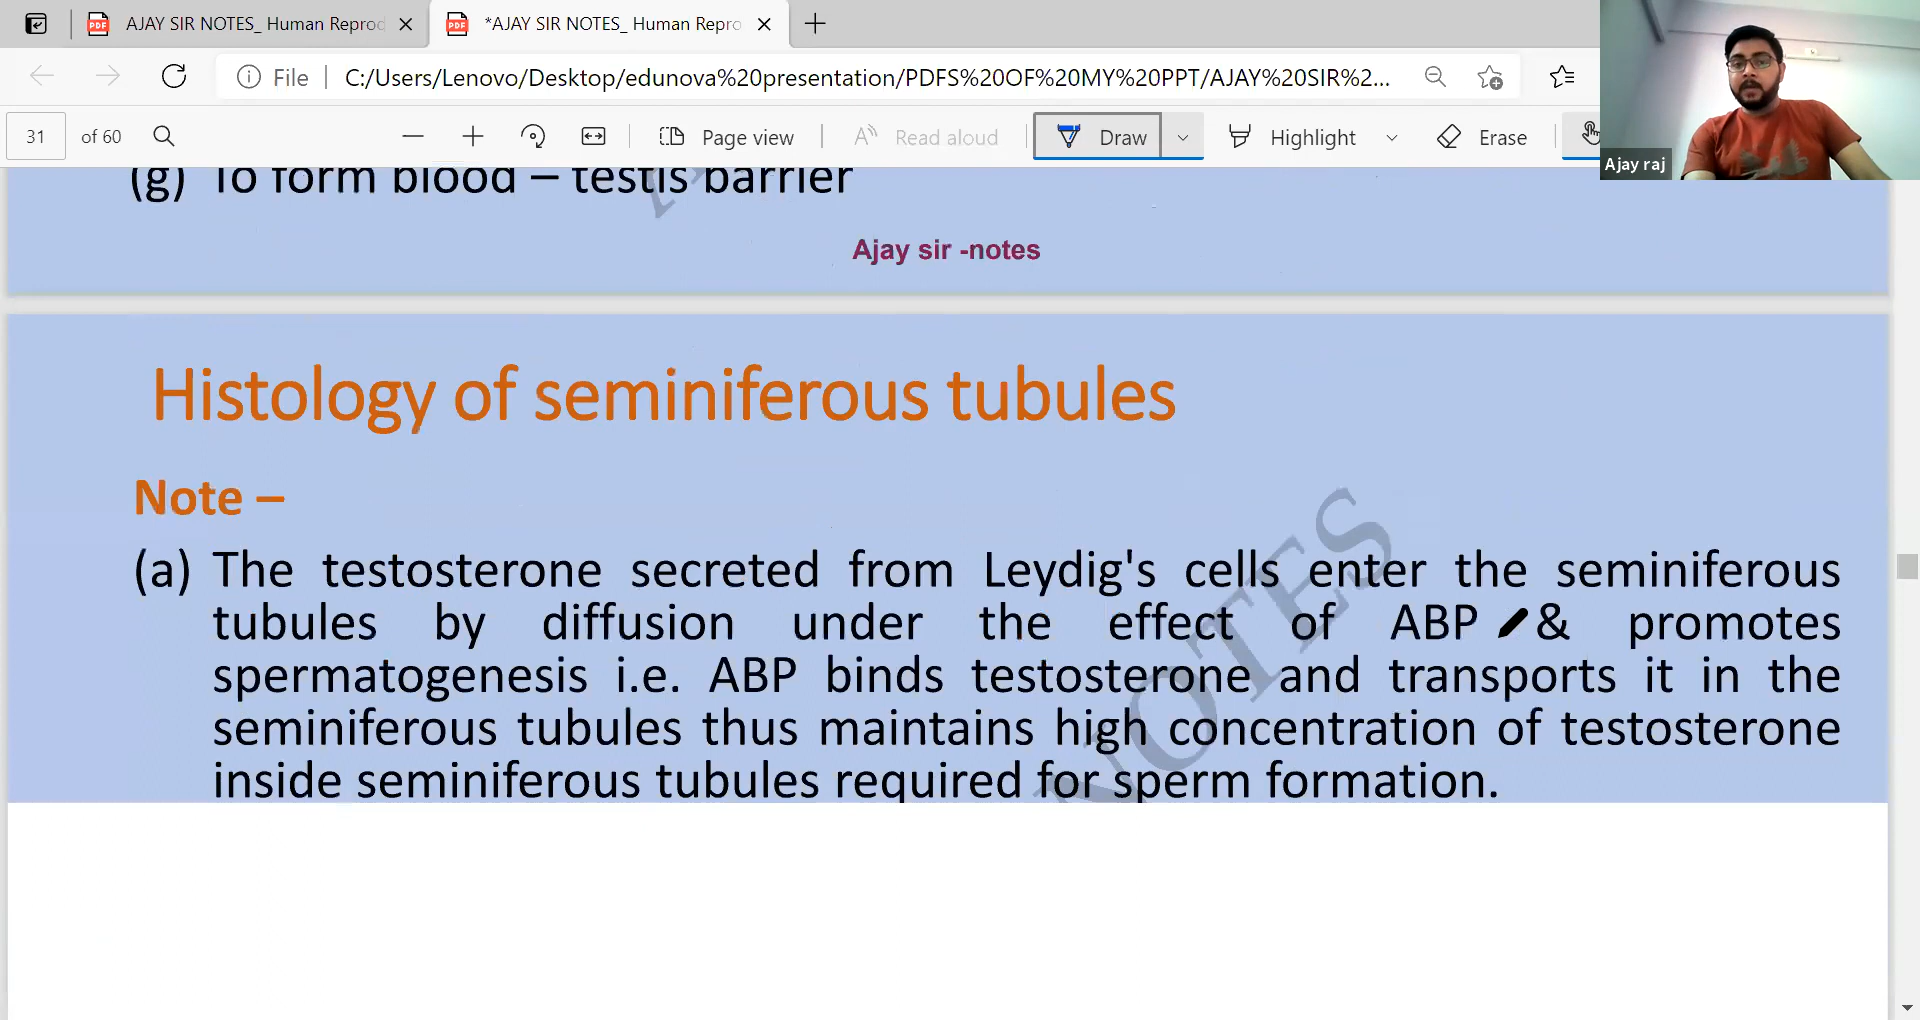 AJAY SIR NOTES_ Human Reprod
*AJAY SIR NOTES_ Human Repro
File
C:/Users/Lenovo/Desktop/edunova%20presentation/PDFS%20OF%20MY%20PPT/AJAY%20SIR%2...
31 of 60
Page view
Read aloud
Draw
Highlight
Erase
Ajay raj
(g) To form blood – testis barrier
Ajay sir -notes
Histology of seminiferous tubules
Note –
(a) The testosterone secreted from Leydig's cells enter the seminiferous
tubules by diffusion under the effect of ABP & promotes
spermatogenesis i.e. ABP binds testosterone and transports it in the
seminiferous tubules thus maintains high concentration of testosterone
inside seminiferous tubules required for sperm formation.
NOTES